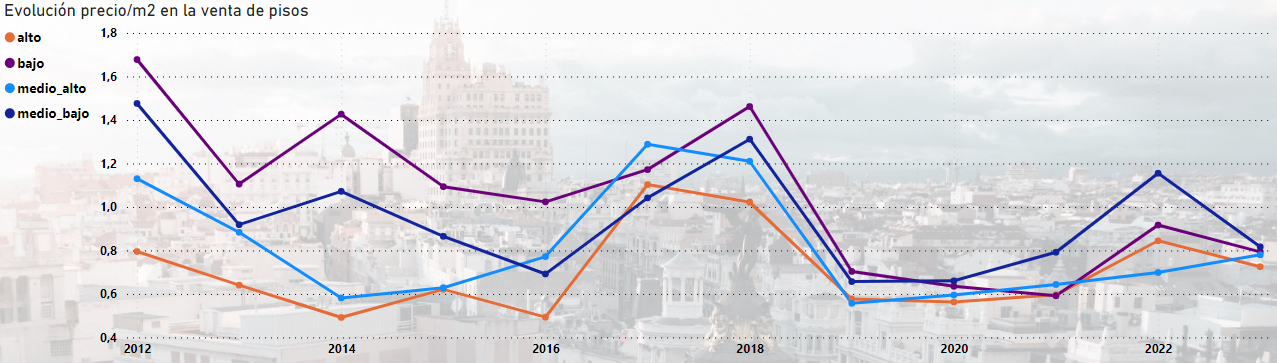 Evolución precio/m2 en la venta de pisos
alto
bajo
medio_alto
medio_bajo
1,8
1,6
1,4
1,2
1,0
0,8
0,6
0,4
2012 2014 2016 2018 2020 2022